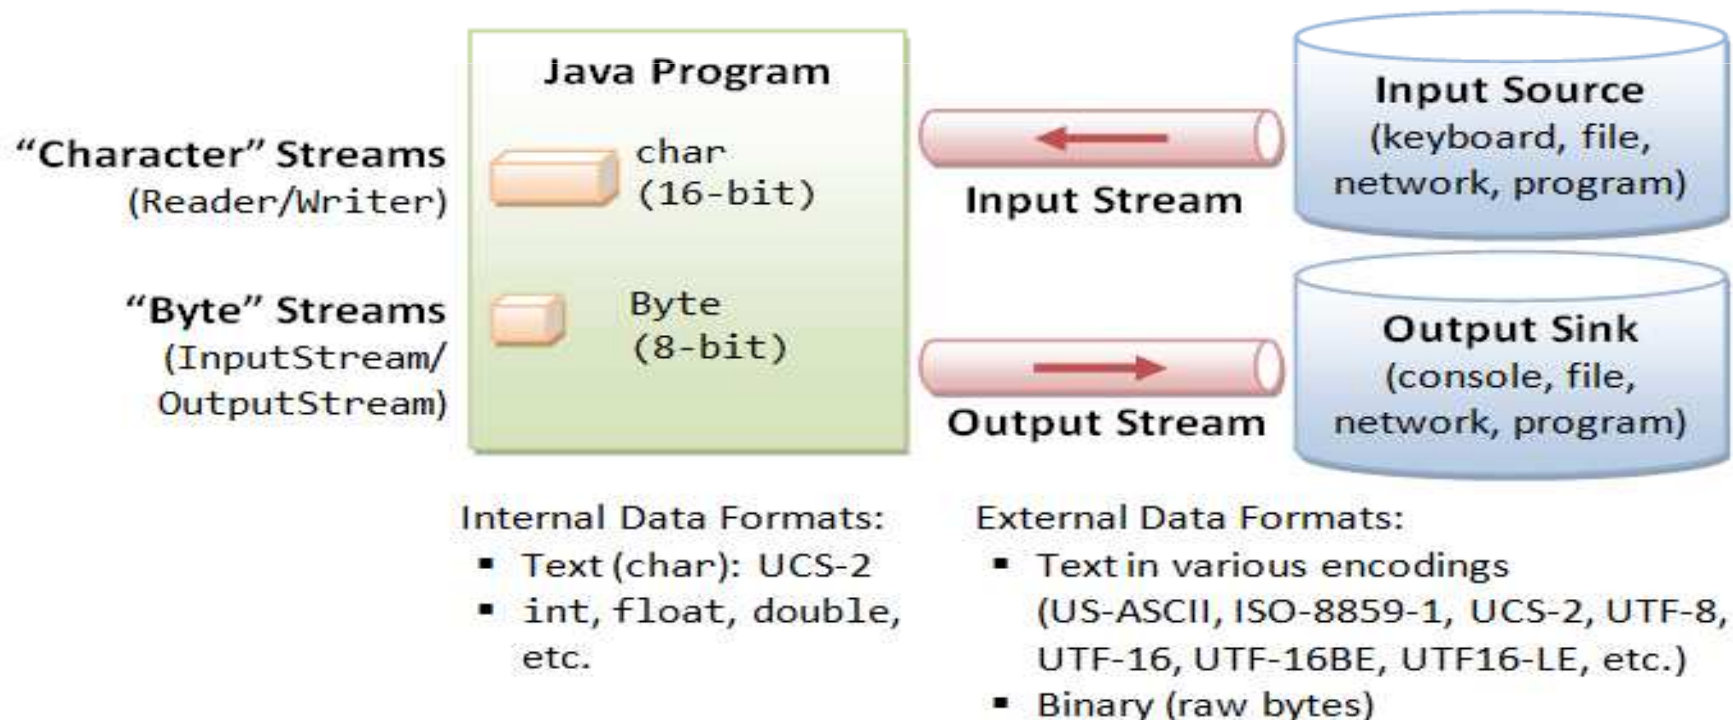 Java Program
“Character” Streams
(Reader/Writer)
char
(16-bit)
“Byte” Streams
(InputStream/
OutputStream)
Byte
(8-bit)
Input Stream
Output Stream
Input Source
(keyboard, file,
network, program)
Output Sink
(console, file,
network, program)
Internal Data Formats:
▪ Text (char): UCS-2
▪ int, float, double,
etc.
External Data Formats:
▪ Text in various encodings
(US-ASCII, ISO-8859-1, UCS-2, UTF-8,
UTF-16, UTF-16BE, UTF16-LE, etc.)
▪ Binary (raw bytes)